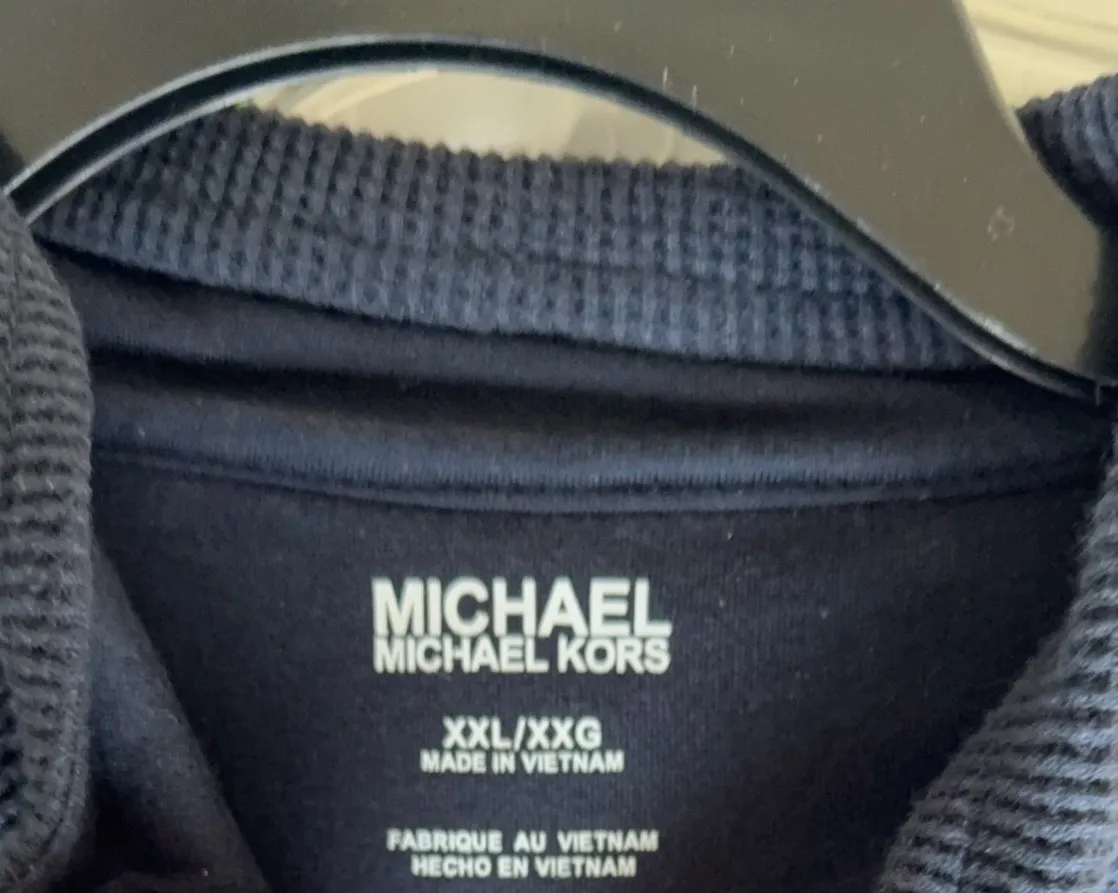 MICHAEL
MICHAEL KORS
XXL/XXG
MADE IN VIETNAM
FABRIQUE AU VIETNAM
HECHO EN VIETNAM